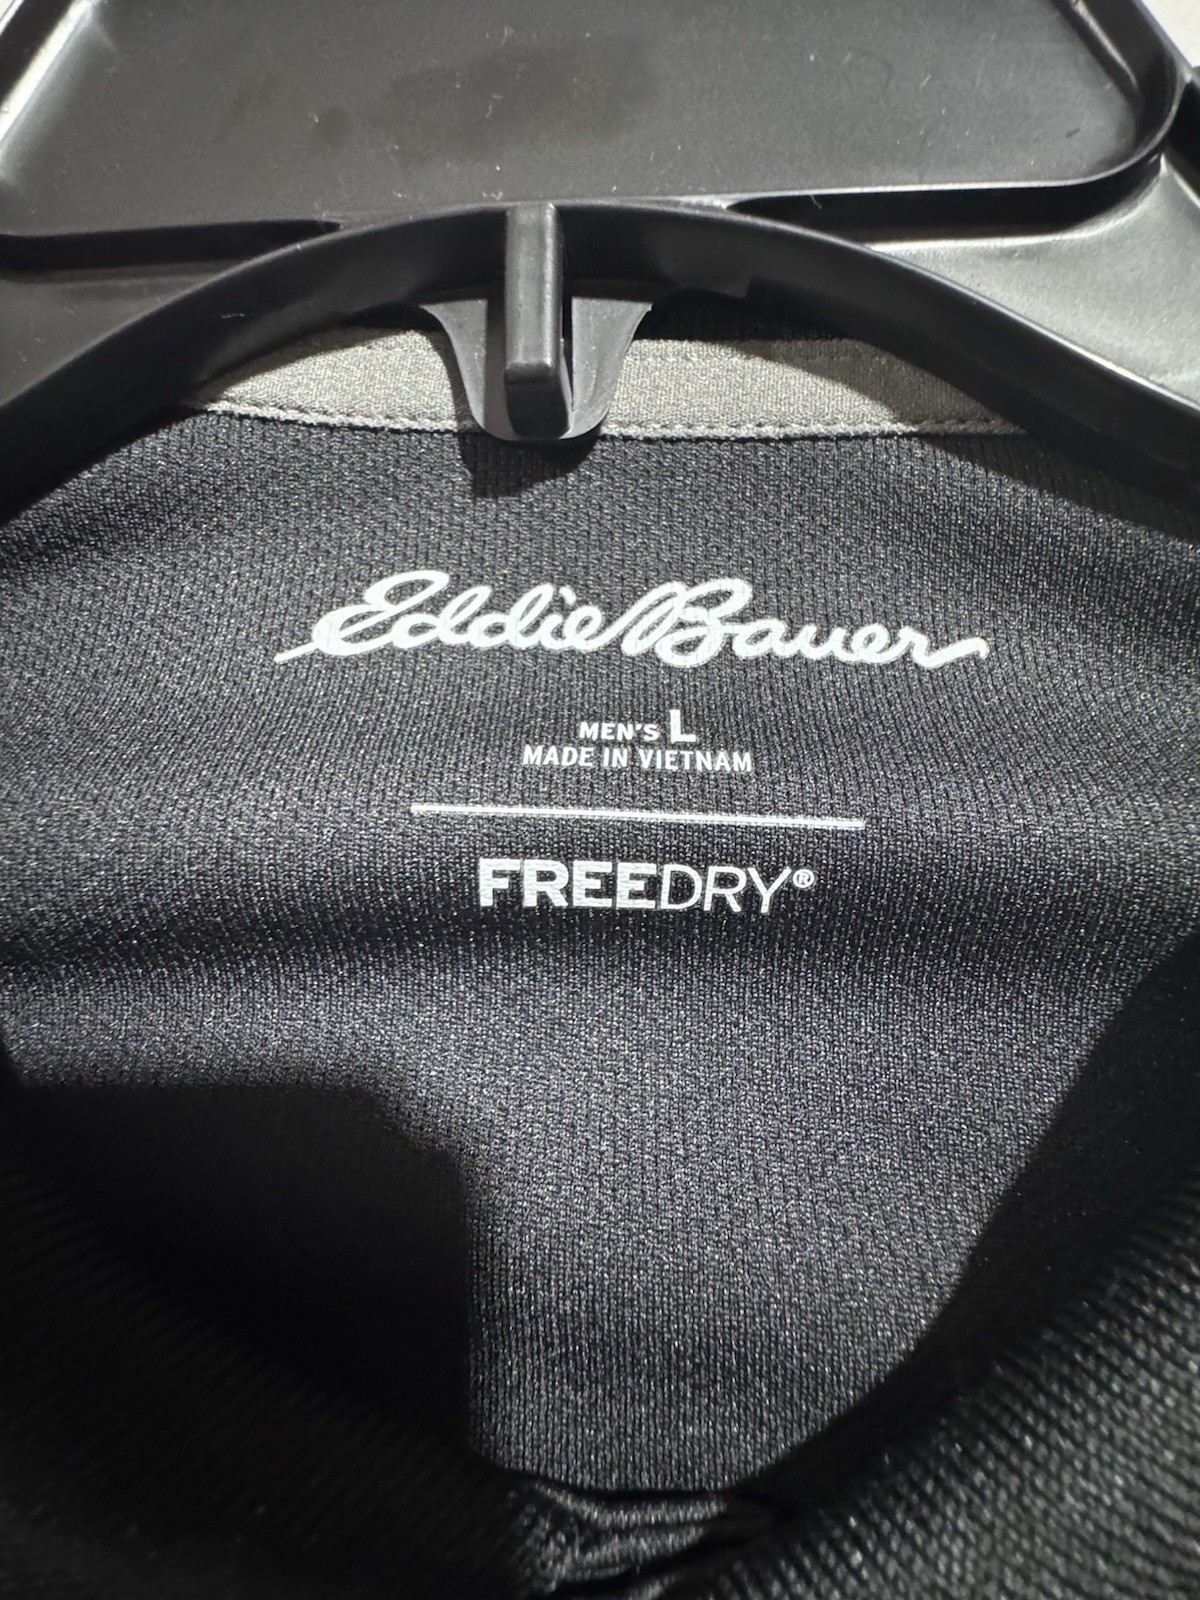 Eddie Bauer
MEN'S L
MADE IN VIETNAM
FREEDRY®